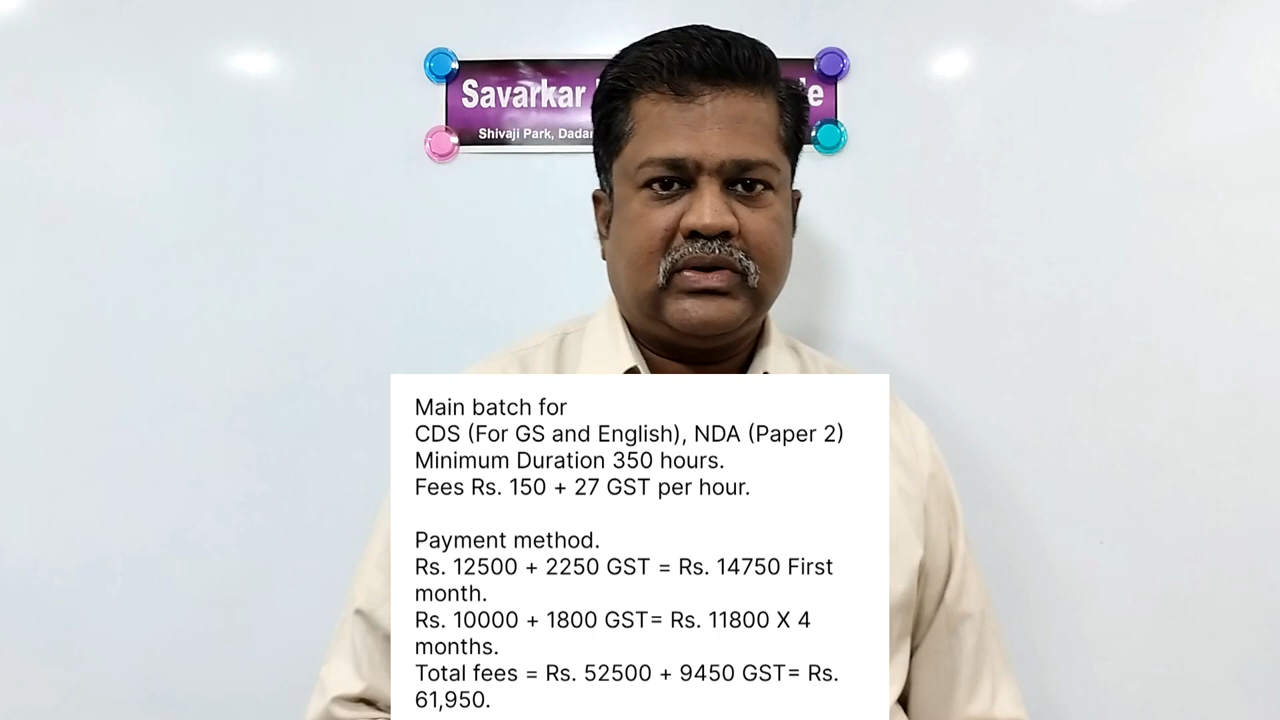 Savarkar
Shivaji Park, Dadar
Main batch for
CDS (For GS and English), NDA (Paper 2)
Minimum Duration 350 hours.
Fees Rs. 150 + 27 GST per hour.
Payment method.
Rs. 12500 + 2250 GST = Rs. 14750 First
month.
Rs. 10000 + 1800 GST= Rs. 11800 X 4
months.
Total fees = Rs. 52500 + 9450 GST= Rs.
61,950.